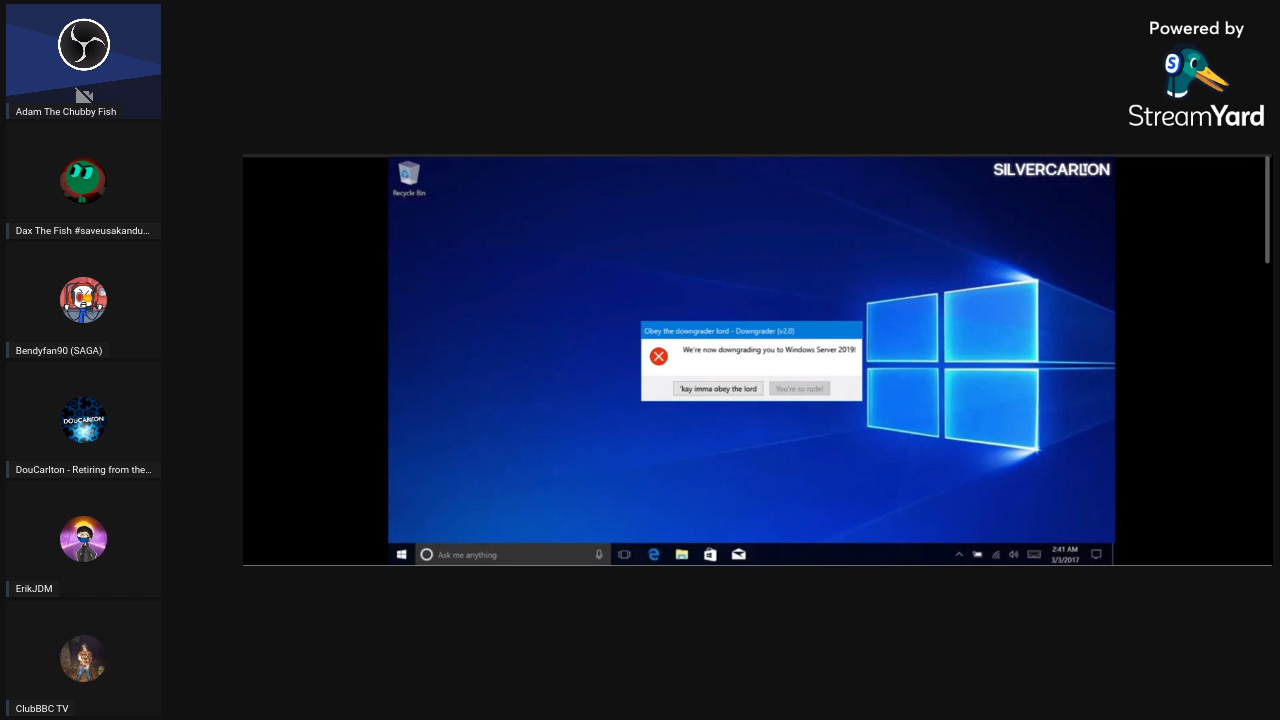 Adam The Chubby Fish
Dax The Fish #saveusakandu...
Bendyfan90 (SAGA)
DOUCARLTON
DouCarlton - Retiring from the...
ErikJDM
ClubBBC TV
Powered by
S
StreamYard
Recycle Bin
SILVERCARLTON
Obey the downgrader lord - Downgrader (v2.0)
We're now downgrading you to Windows Server 2019!
'kay imma obey the lord
You're so rude!
Ask me anything
2:41 AM
3/3/2017